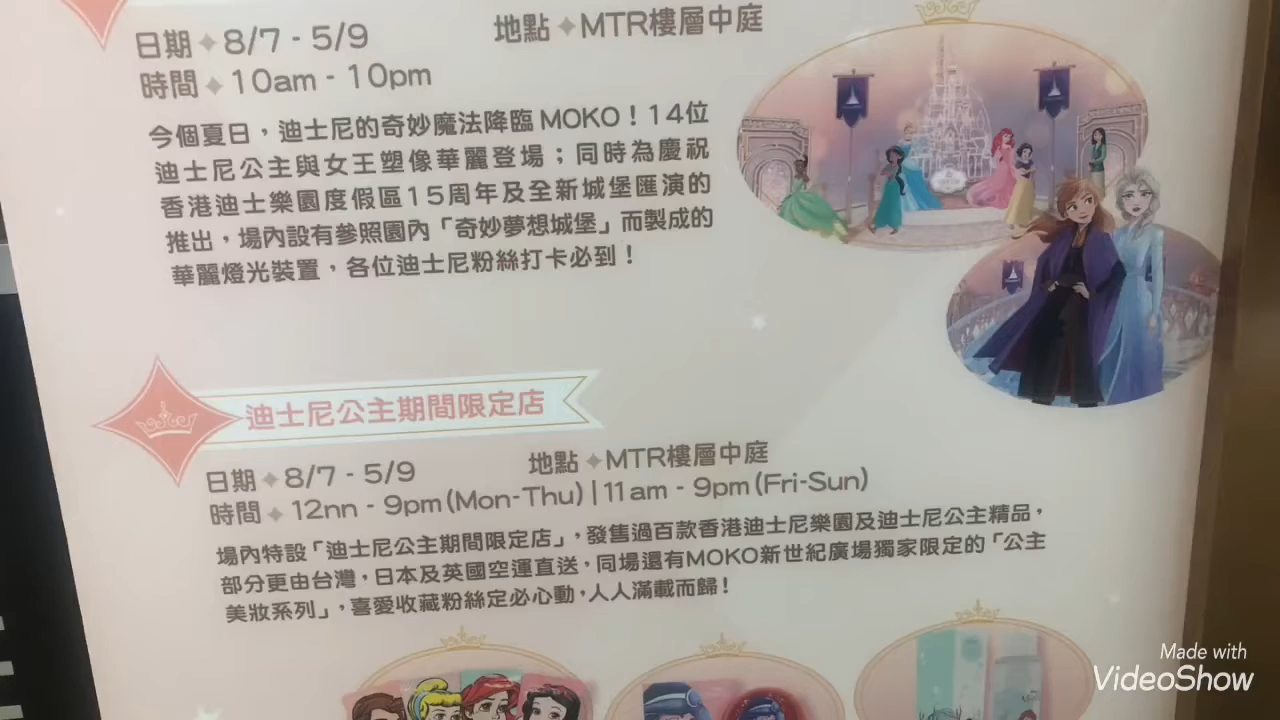 日期 8/7 - 5/9 地點 MTR樓層中庭
時間 10am - 10pm
今個夏日，迪士尼的奇妙魔法降臨 MOKO！14位
迪士尼公主與女王塑像華麗登場；同時為慶祝
香港迪士樂園度假區15周年及全新城堡匯演的
推出，場內設有參照園內「奇妙夢想城堡」而製成的
華麗燈光裝置，各位迪士尼粉絲打卡必到！
迪士尼公主期間限定店
日期 8/7 - 5/9 地點 MTR樓層中庭
時間 12nn - 9pm (Mon-Thu) | 11am - 9pm (Fri-Sun)
場內特設「迪士尼公主期間限定店」，發售過百款香港迪士尼樂園及迪士尼公主精品，
部分更由台灣，日本及英國空運直送，同場還有MOKO新世紀廣場獨家限定的「公主
美妝系列」，喜愛收藏粉絲定必心動，人人滿載而歸！
Made with
VideoShow